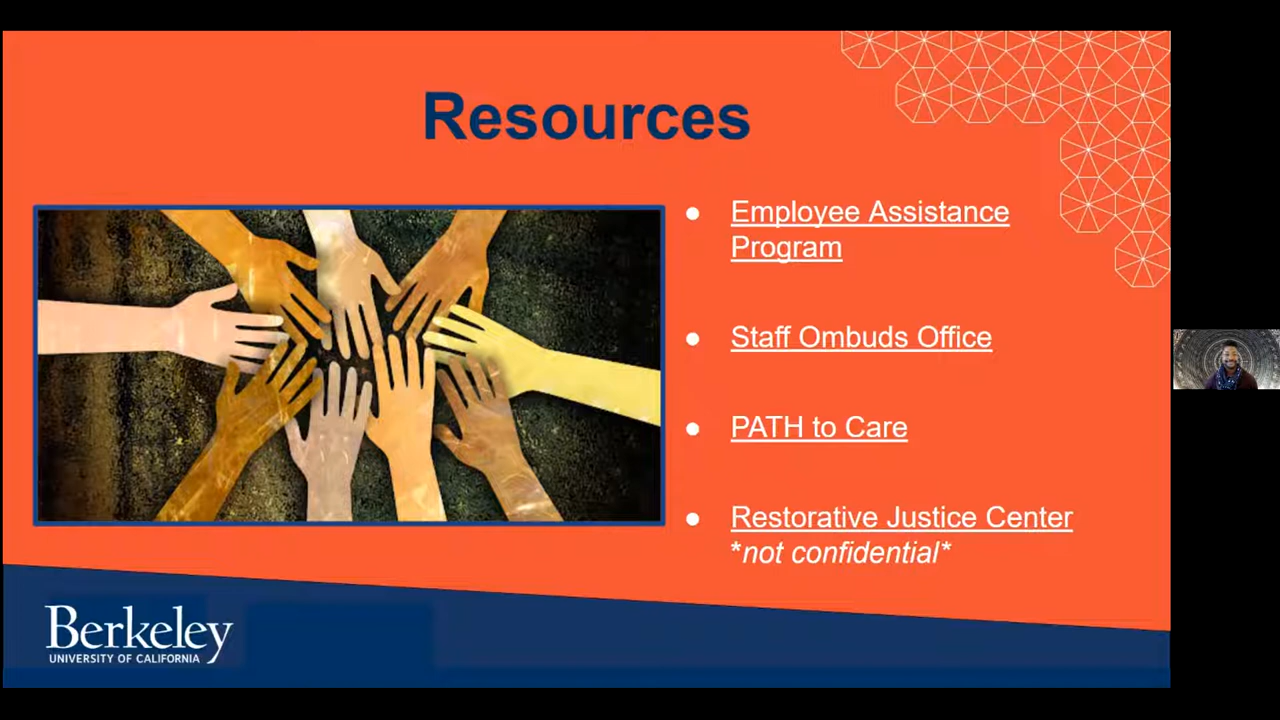 Resources
● Employee Assistance
Program
● Staff Ombuds Office
● PATH to Care
● Restorative Justice Center
*not confidential*
Berkeley
UNIVERSITY OF CALIFORNIA